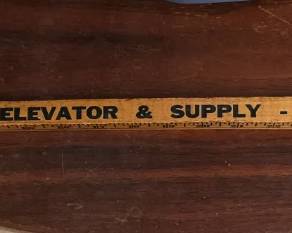 ELEVATOR & SUPPLY -